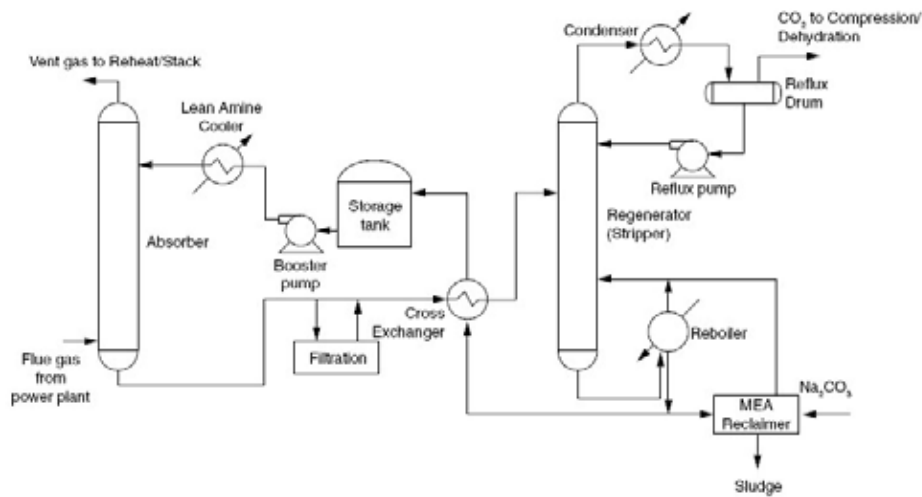 Vent gas to Reheat/Stack
Lean Amine
Cooler
Absorber
Flue gas
from
power plant
Booster
pump
Storage
tank
Filtration
Cross
Exchanger
Condenser
CO₂ to Compression/
Dehydration
Reflux
Drum
Reflux pump
Regenerator
(Stripper)
Reboiler
Na₂CO₃
MEA
Reclaimer
Sludge